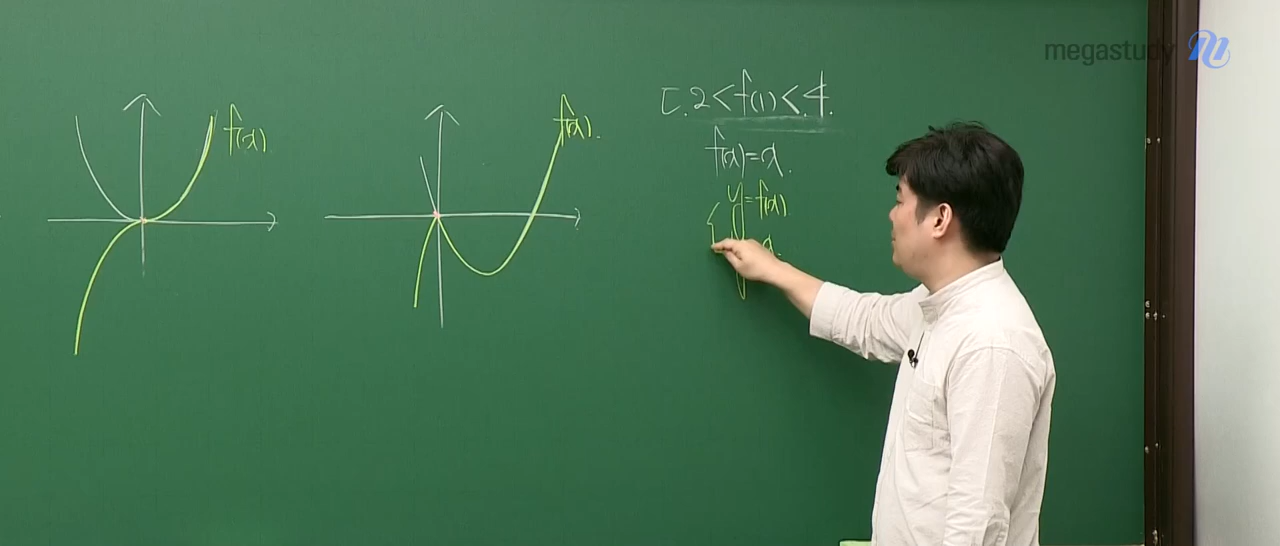 f(x)
f(x)
ㄷ. 2 < f(1) < 4.
f(x) = x.
y = f(x)
x
megastudy